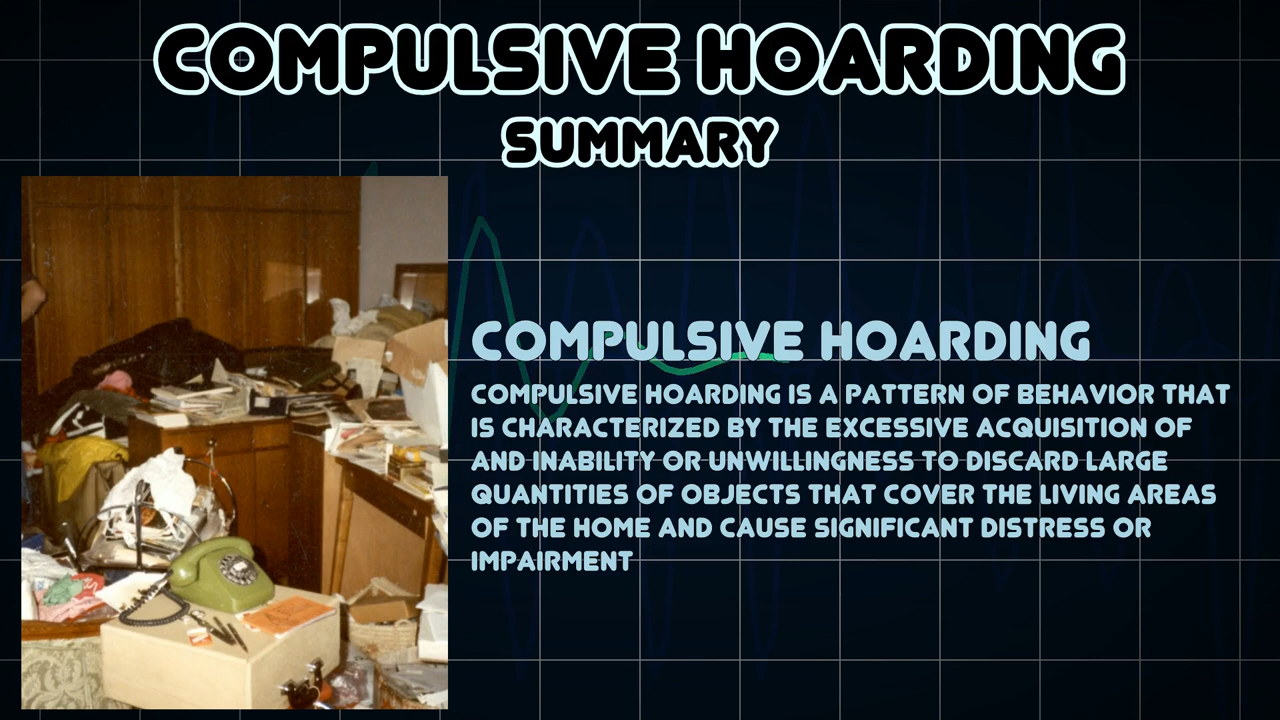 COMPULSIVE HOARDING
SUMMARY
COMPULSIVE HOARDING
COMPULSIVE HOARDING IS A PATTERN OF BEHAVIOR THAT
IS CHARACTERIZED BY THE EXCESSIVE ACQUISITION OF
AND INABILITY OR UNWILLINGNESS TO DISCARD LARGE
QUANTITIES OF OBJECTS THAT COVER THE LIVING AREAS
OF THE HOME AND CAUSE SIGNIFICANT DISTRESS OR
IMPAIRMENT